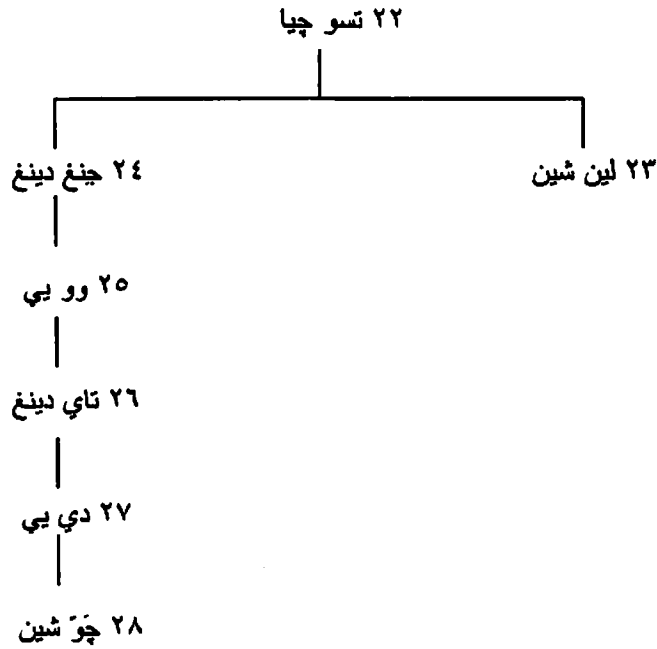 ٢٢ تسو چيا
٢٣ لين شين
٢٤ جنغ دينغ
٢٥ وو يي
٢٦ تاي دينغ
٢٧ دي يي
٢٨ چَوّ شين